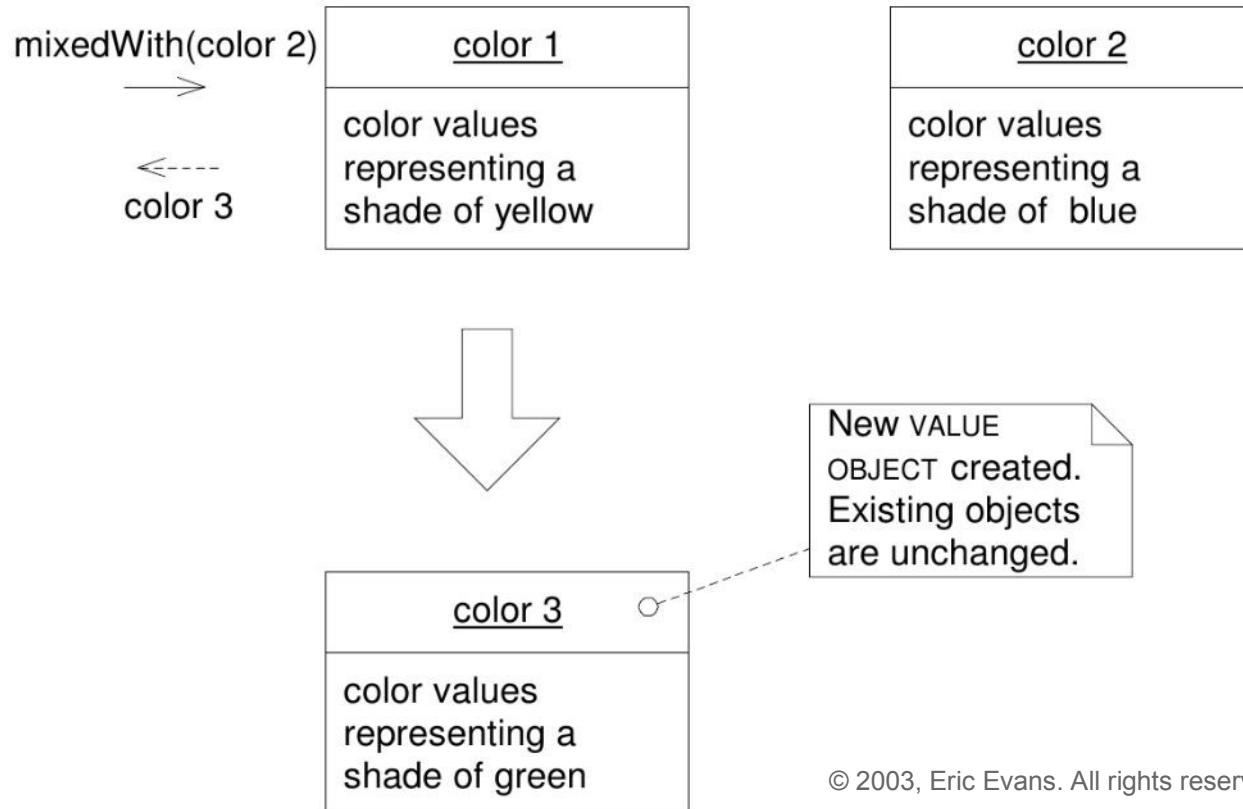 mixedWith(color 2)
color 3
color 1
color values
representing a
shade of yellow
color 2
color values
representing a
shade of blue
New VALUE
OBJECT created.
Existing objects
are unchanged.
color 3
color values
representing a
shade of green
© 2003, Eric Evans. All rights